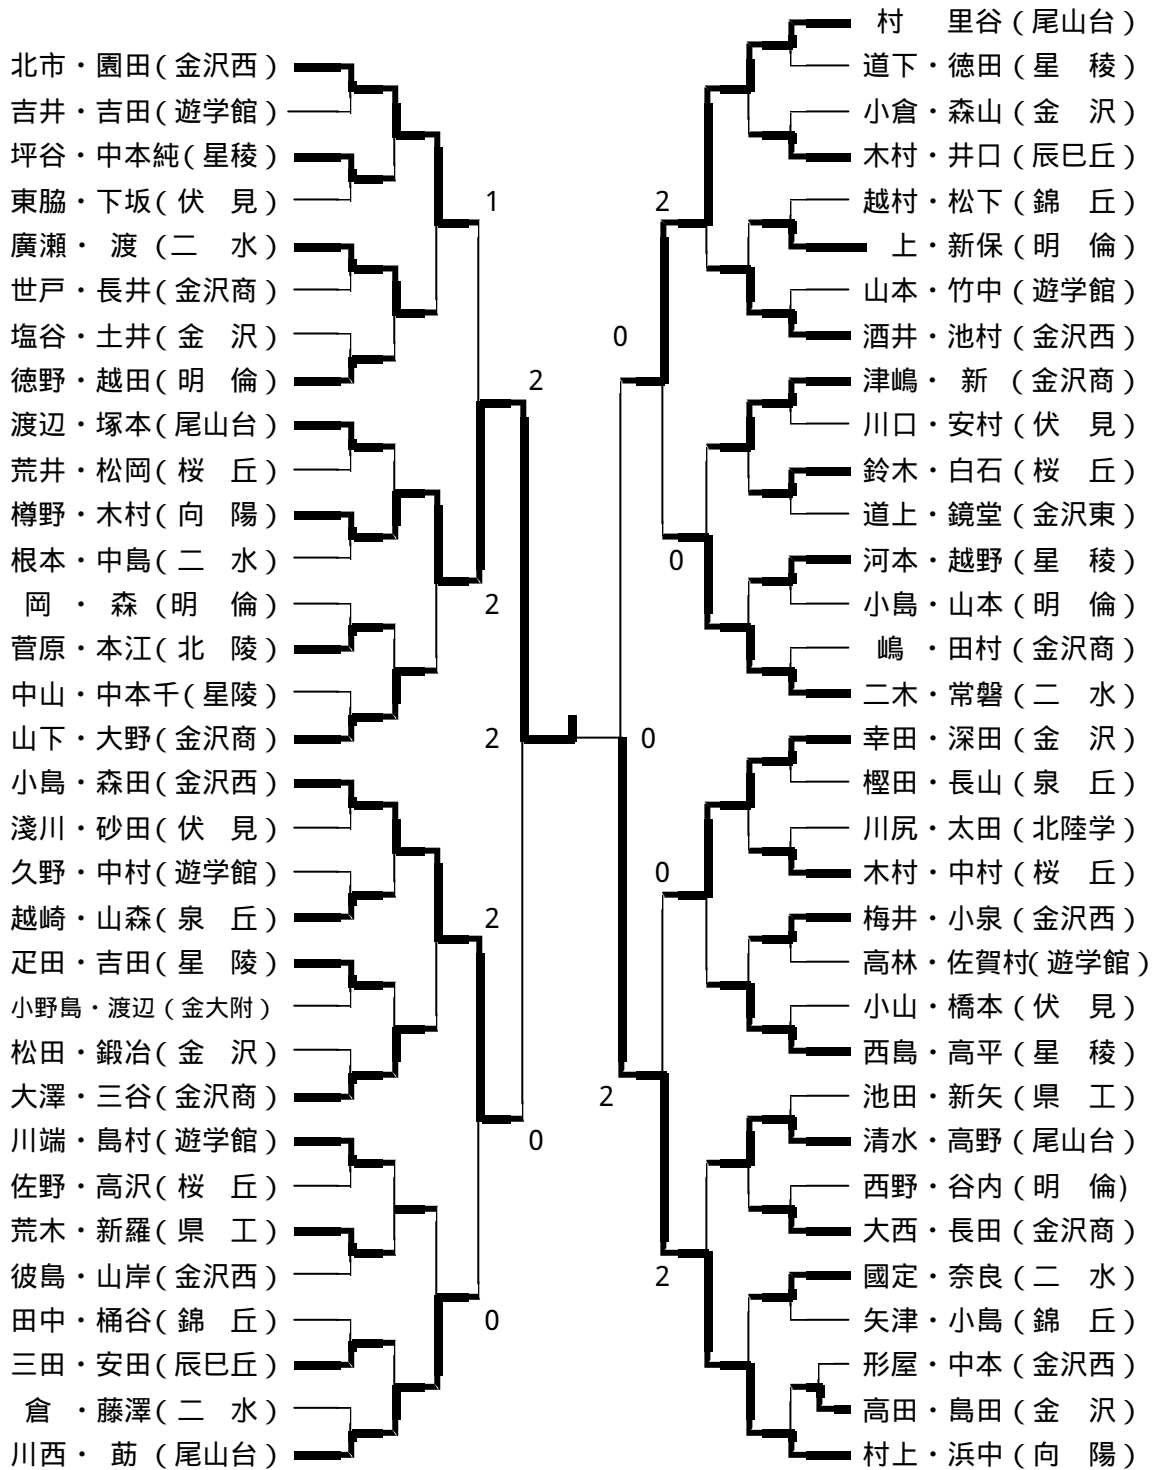 北市・園田(金沢西)
吉井・吉田(遊学館)
坪谷・中本純(星稜)
東脇・下坂(伏 見)
廣瀬・ 渡 (二 水)
世戸・長井(金沢商)
塩谷・土井(金 沢)
徳野・越田(明 倫)
渡辺・塚本(尾山台)
荒井・松岡(桜 丘)
樽野・木村(向 陽)
根本・中島(二 水)
岡 ・ 森 (明 倫)
菅原・本江(北 陵)
中山・中本千(星陵)
山下・大野(金沢商)
小島・森田(金沢西)
淺川・砂田(伏 見)
久野・中村(遊学館)
越崎・山森(泉 丘)
疋田・吉田(星 陵)
小野島・渡辺(金大附)
松田・鍛冶(金 沢)
大澤・三谷(金沢商)
川端・島村(遊学館)
佐野・高沢(桜 丘)
荒木・新羅(県 工)
彼島・山岸(金沢西)
田中・桶谷(錦 丘)
三田・安田(辰巳丘)
倉 ・藤澤(二 水)
川西・ 莇 (尾山台)
1
2
2
2
2
0
0
2
0
0
0
0
2
2
村 里谷(尾山台)
道下・徳田(星 稜)
小倉・森山(金 沢)
木村・井口(辰巳丘)
越村・松下(錦 丘)
上・新保(明 倫)
山本・竹中(遊学館)
酒井・池村(金沢西)
津嶋・ 新 (金沢商)
川口・安村(伏 見)
鈴木・白石(桜 丘)
道上・鏡堂(金沢東)
河本・越野(星 稜)
小島・山本(明 倫)
嶋 ・田村(金沢商)
二木・常磐(二 水)
幸田・深田(金 沢)
樫田・長山(泉 丘)
川尻・太田(北陸学)
木村・中村(桜 丘)
梅井・小泉(金沢西)
高林・佐賀村(遊学館)
小山・橋本(伏 見)
西島・高平(星 稜)
池田・新矢(県 工)
清水・高野(尾山台)
西野・谷内(明 倫)
大西・長田(金沢商)
國定・奈良(二 水)
矢津・小島(錦 丘)
形屋・中本(金沢西)
高田・島田(金 沢)
村上・浜中(向 陽)